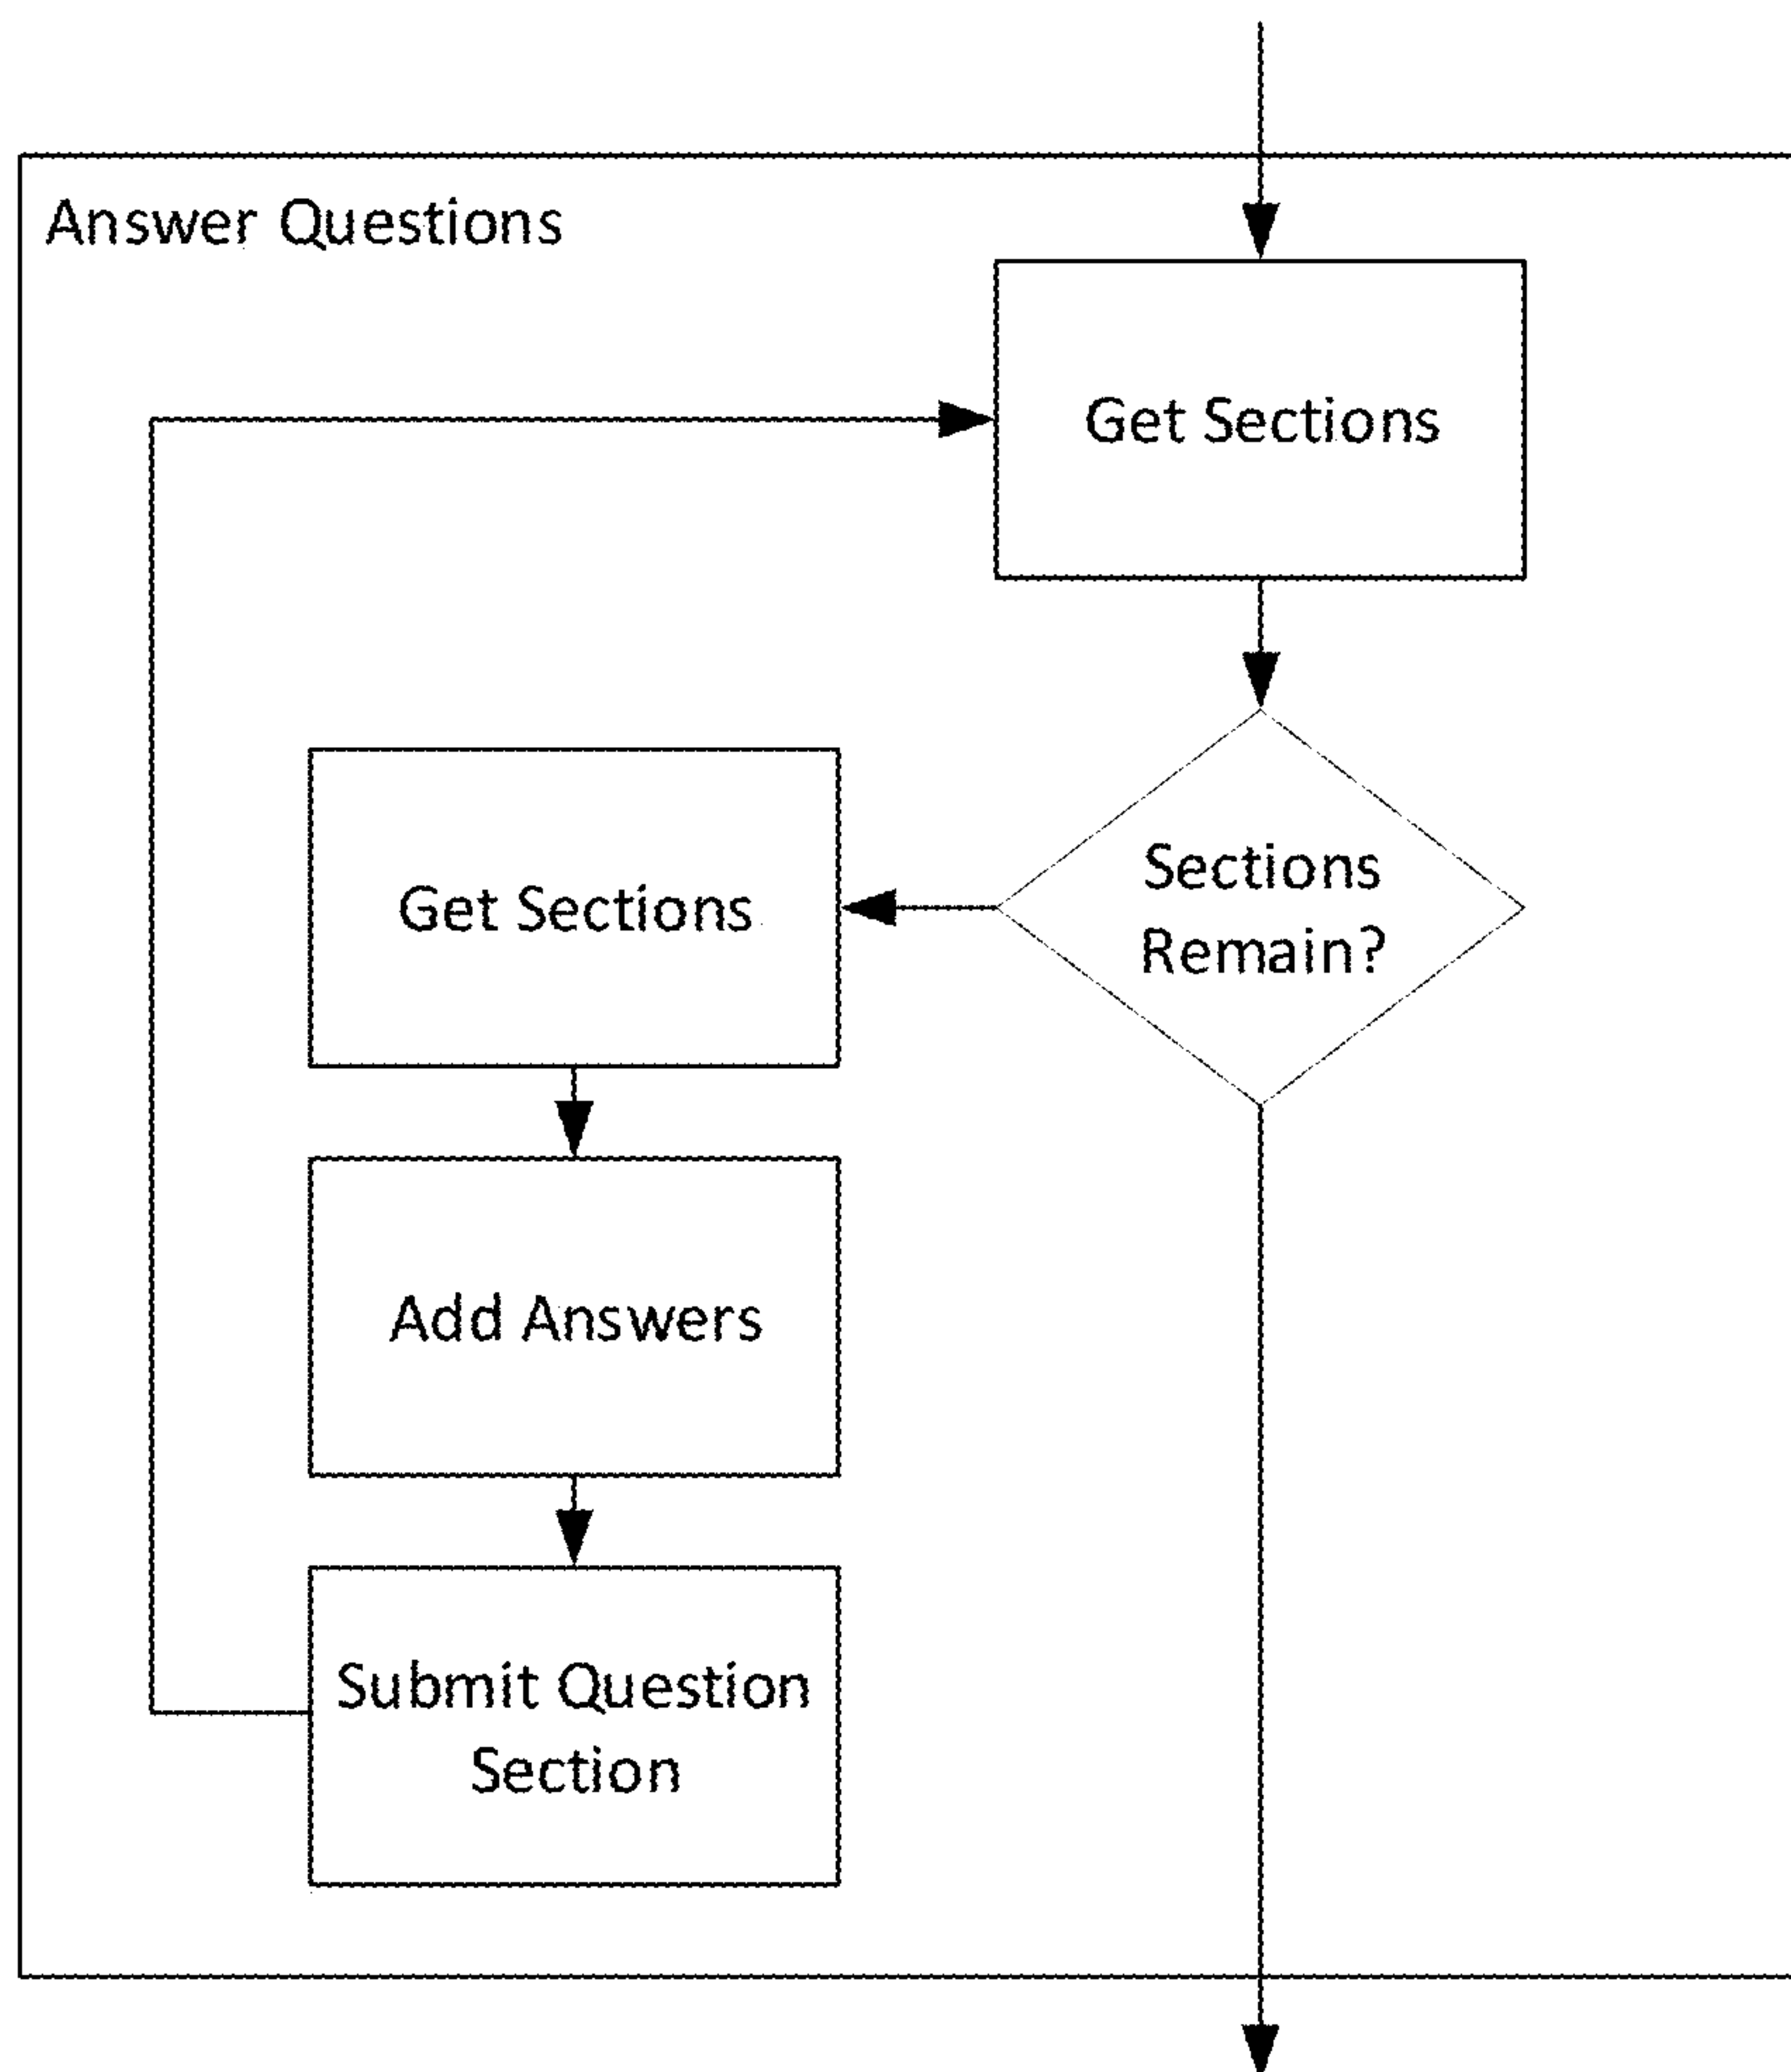 Answer Questions
Get Sections
Sections
Remain?
Get Sections
Add Answers
Submit Question
Section